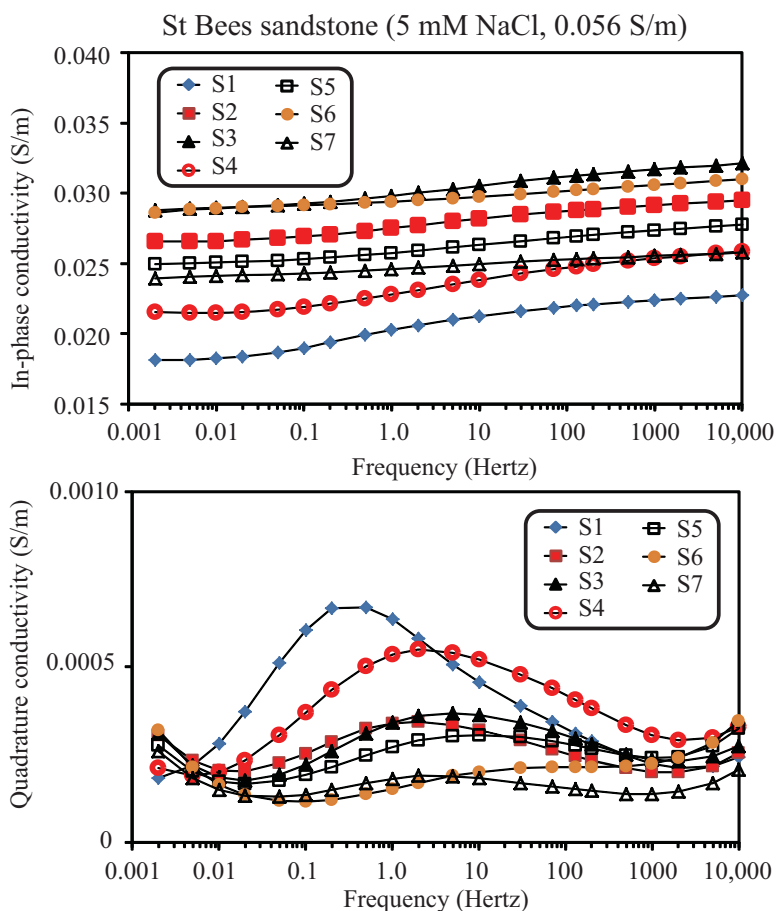 St Bees sandstone (5 mM NaCl, 0.056 S/m)
In-phase conductivity (S/m)
0.040
0.035
0.030
0.025
0.020
0.015
S1 S5
S2 S6
S3 S7
S4
0.001 0.01 0.1 1.0 10 100 1000 10,000
Frequency (Hertz)
Quadrature conductivity (S/m)
0.0010
0.0005
0
S1 S5
S2 S6
S3 S7
S4
0.001 0.01 0.1 1.0 10 100 1000 10,000
Frequency (Hertz)